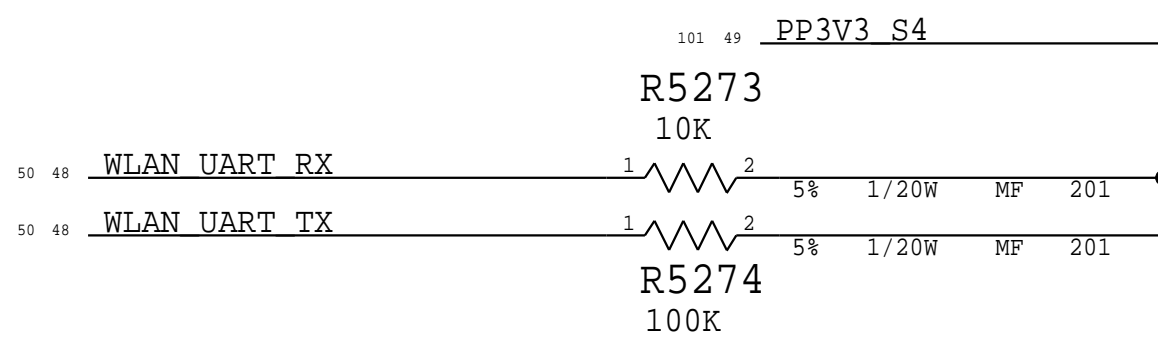 101 49 PP3V3_S4
R5273
10K
50 48 WLAN_UART_RX 1 2
5% 1/20W MF 201
50 48 WLAN_UART_TX 1 2
5% 1/20W MF 201
R5274
100K